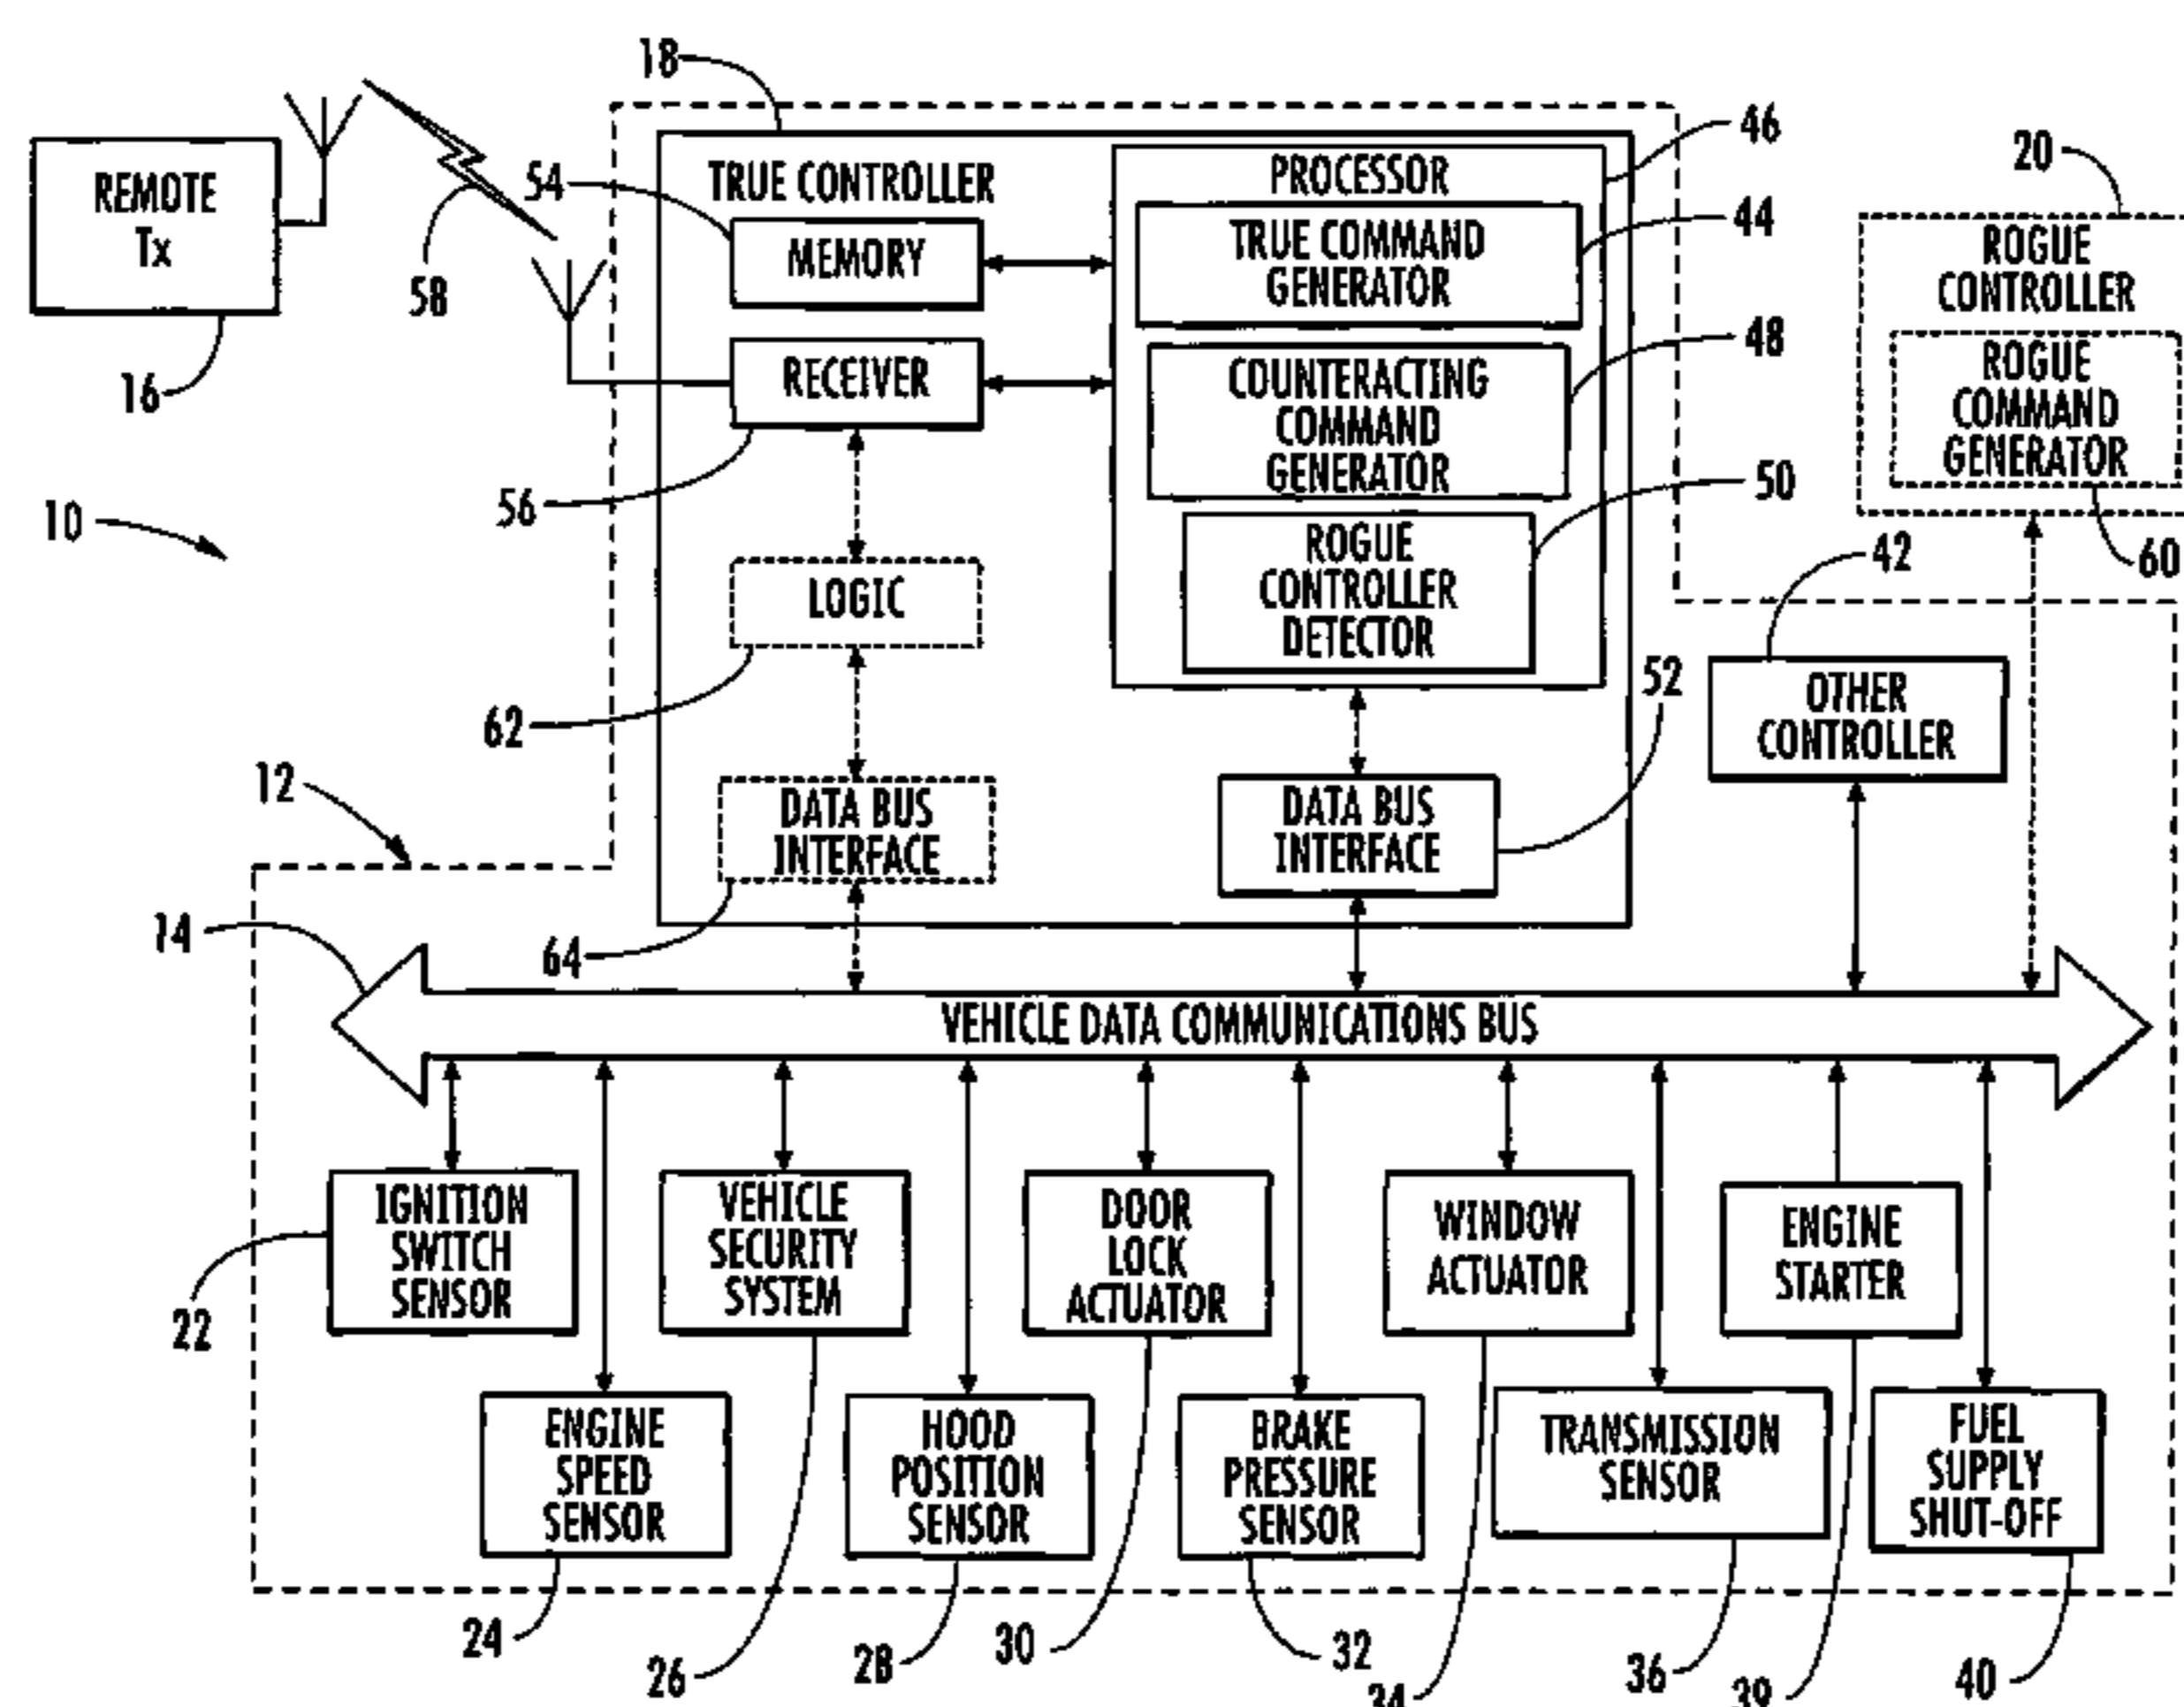 18
46
20
REMOTE
Tx
54
TRUE CONTROLLER
PROCESSOR
44
ROGUE
CONTROLLER
MEMORY
TRUE COMMAND
GENERATOR
58
48
16
RECEIVER
COUNTERACTING
COMMAND
GENERATOR
ROGUE
COMMAND
GENERATOR
56
50
10
60
42
LOGIC
ROGUE
CONTROLLER
DETECTOR
52
62
OTHER
CONTROLLER
12
DATA BUS
INTERFACE
DATA BUS
INTERFACE
14
64
VEHICLE DATA COMMUNICATIONS BUS
IGNITION
SWITCH
SENSOR
VEHICLE
SECURITY
SYSTEM
DOOR
LOCK
ACTUATOR
WINDOW
ACTUATOR
ENGINE
STARTER
22
ENGINE
SPEED
SENSOR
HOOD
POSITION
SENSOR
BRAKE
PRESSURE
SENSOR
TRANSMISSION
SENSOR
FUEL
SUPPLY
SHUT-OFF
24
26
28
30
32
34
36
40